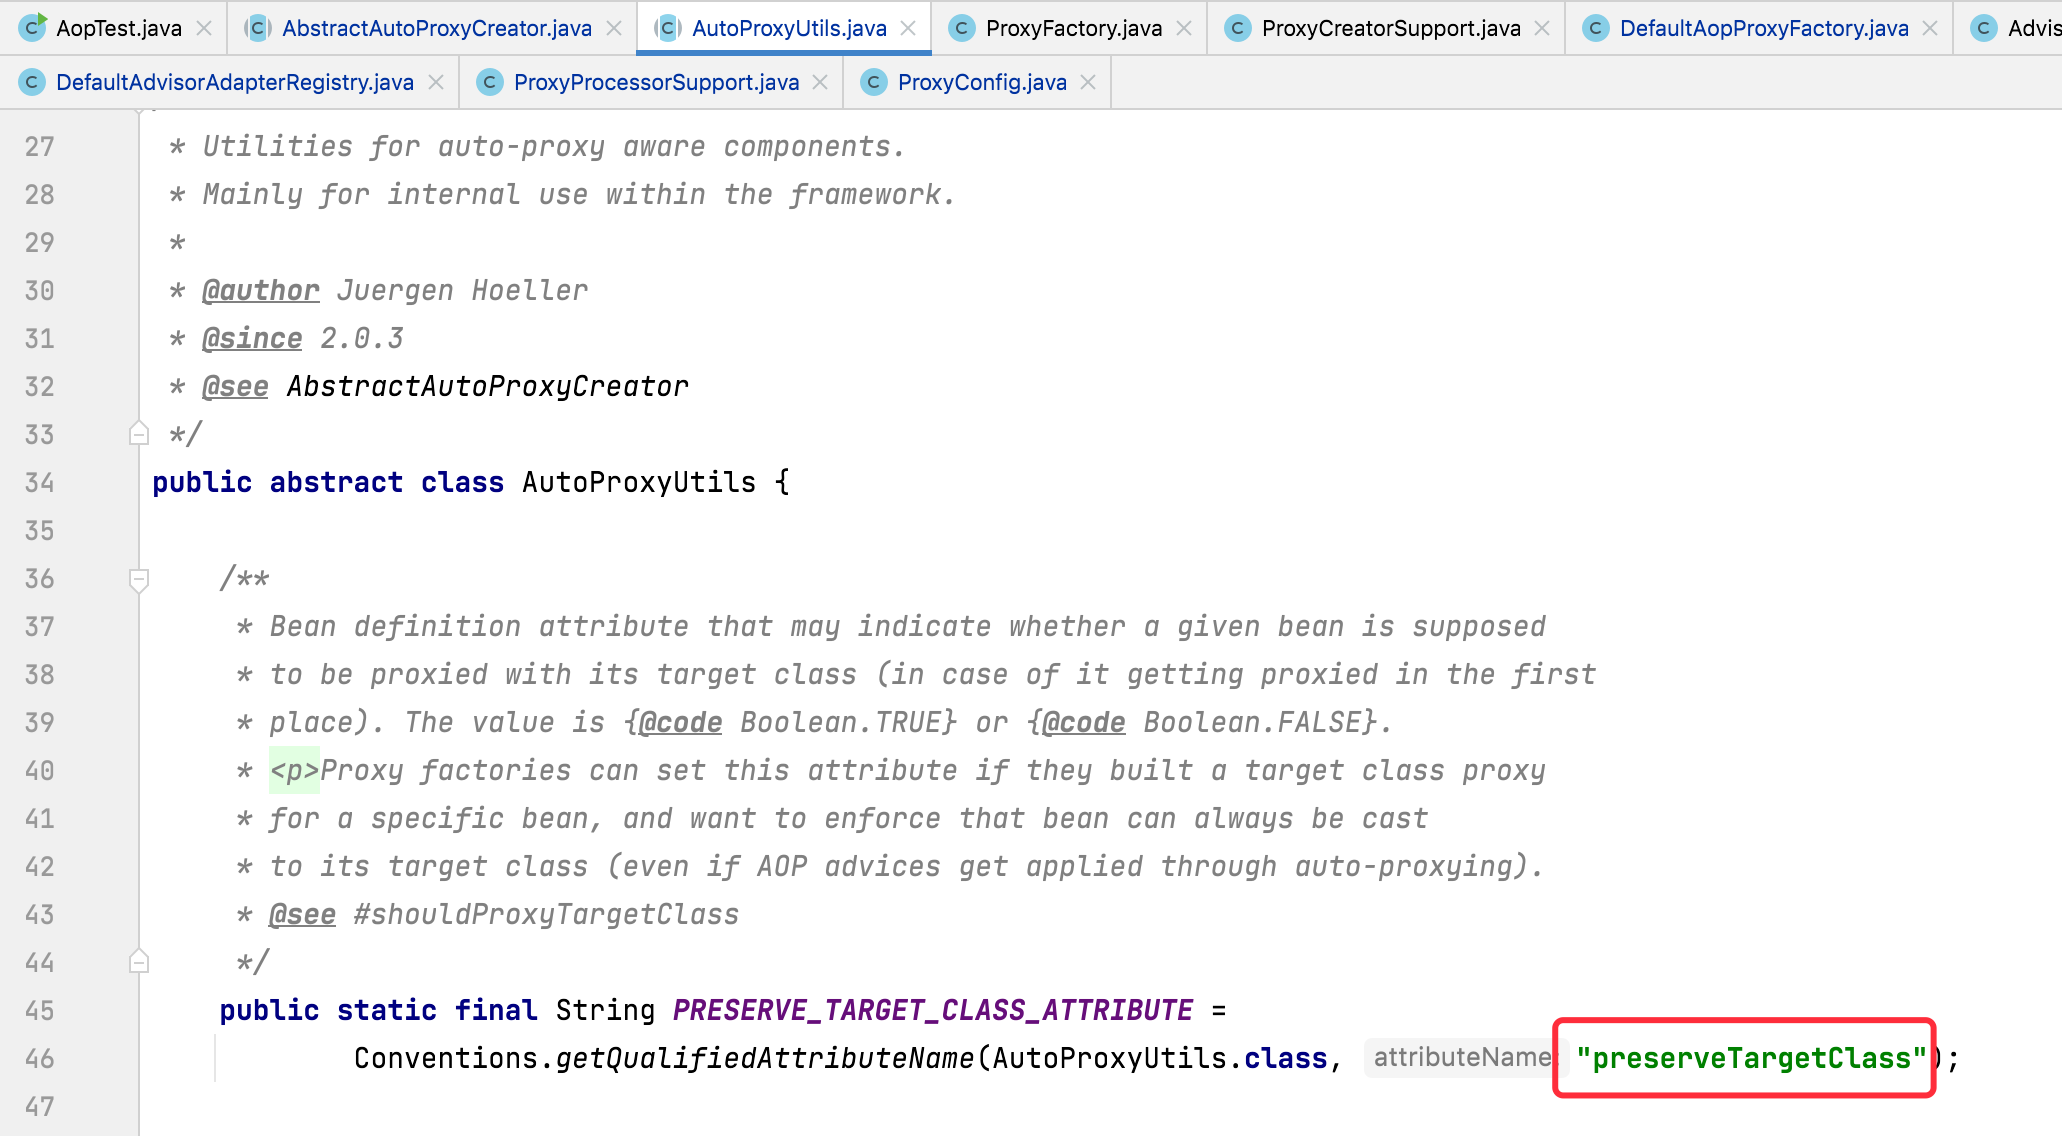 AopTest.java AbstractAutoProxyCreator.java AutoProxyUtils.java ProxyFactory.java ProxyCreatorSupport.java DefaultAopProxyFactory.java Advis
DefaultAdvisorAdapterRegistry.java ProxyProcessorSupport.java ProxyConfig.java
27 * Utilities for auto-proxy aware components.
28 * Mainly for internal use within the framework.
29 *
30 * @author Juergen Hoeller
31 * @since 2.0.3
32 * @see AbstractAutoProxyCreator
33 */
34 public abstract class AutoProxyUtils {
35
36 /**
37 * Bean definition attribute that may indicate whether a given bean is supposed
38 * to be proxied with its target class (in case of it getting proxied in the first
39 * place). The value is {@code Boolean.TRUE} or {@code Boolean.FALSE}.
40 * <p>Proxy factories can set this attribute if they built a target class proxy
41 * for a specific bean, and want to enforce that bean can always be cast
42 * to its target class (even if AOP advices get applied through auto-proxying).
43 * @see #shouldProxyTargetClass
44 */
45 public static final String PRESERVE_TARGET_CLASS_ATTRIBUTE =
46 Conventions.getQualifiedAttributeName(AutoProxyUtils.class, attributeName: "preserveTargetClass");
47